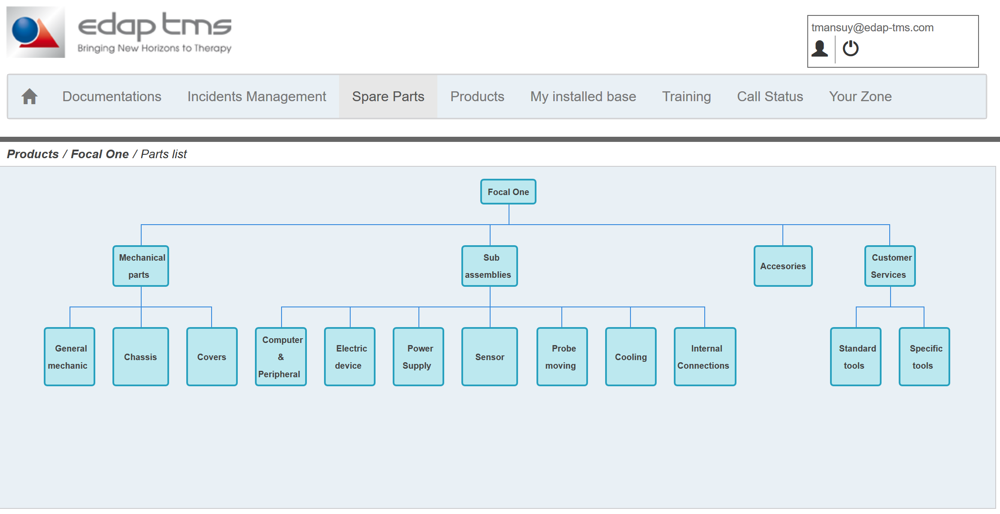 edap tms
Bringing New Horizons to Therapy
tmansuy@edap-tms.com
Documentations Incidents Management Spare Parts Products My installed base Training Call Status Your Zone
Products / Focal One / Parts list
Focal One
Mechanical
parts
Sub
assemblies
Accesories
Customer
Services
General
mechanic
Chassis
Covers
Computer
&
Peripheral
Electric
device
Power
Supply
Sensor
Probe
moving
Cooling
Internal
Connections
Standard
tools
Specific
tools